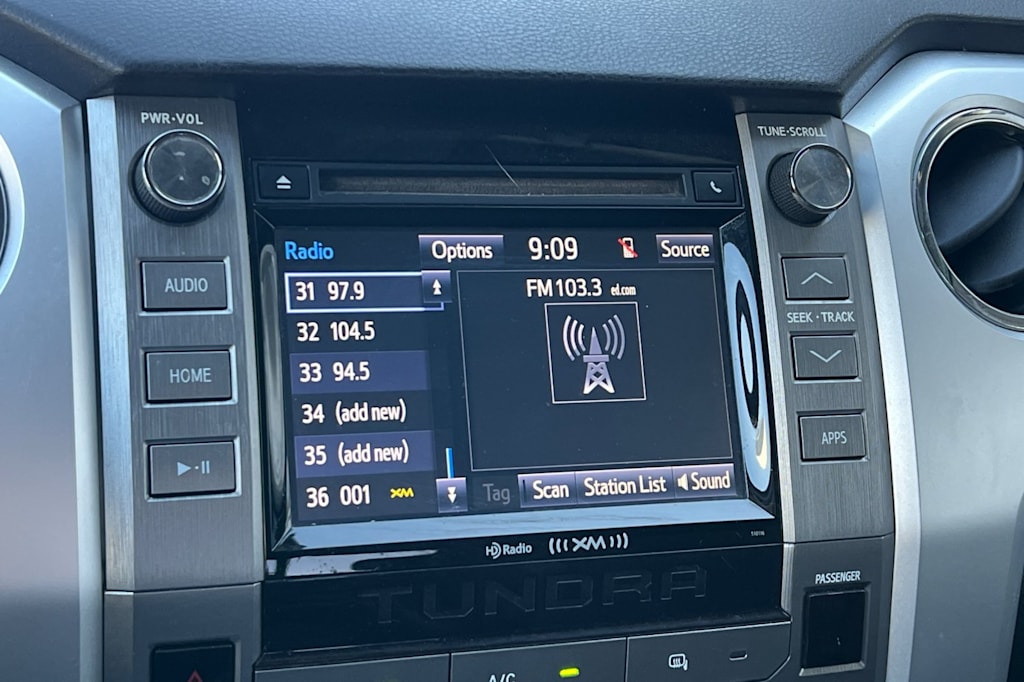 PWR·VOL
TUNE·SCROLL
AUDIO
HOME
Radio
Options
9:09
Source
31 97.9
32 104.5
33 94.5
34 (add new)
35 (add new)
36 001 XM
FM 103.3 ed.com
Tag
Scan
Station List
Sound
SEEK · TRACK
APPS
HD Radio
((( XM )))
TUNDRA
PASSENGER
A/C